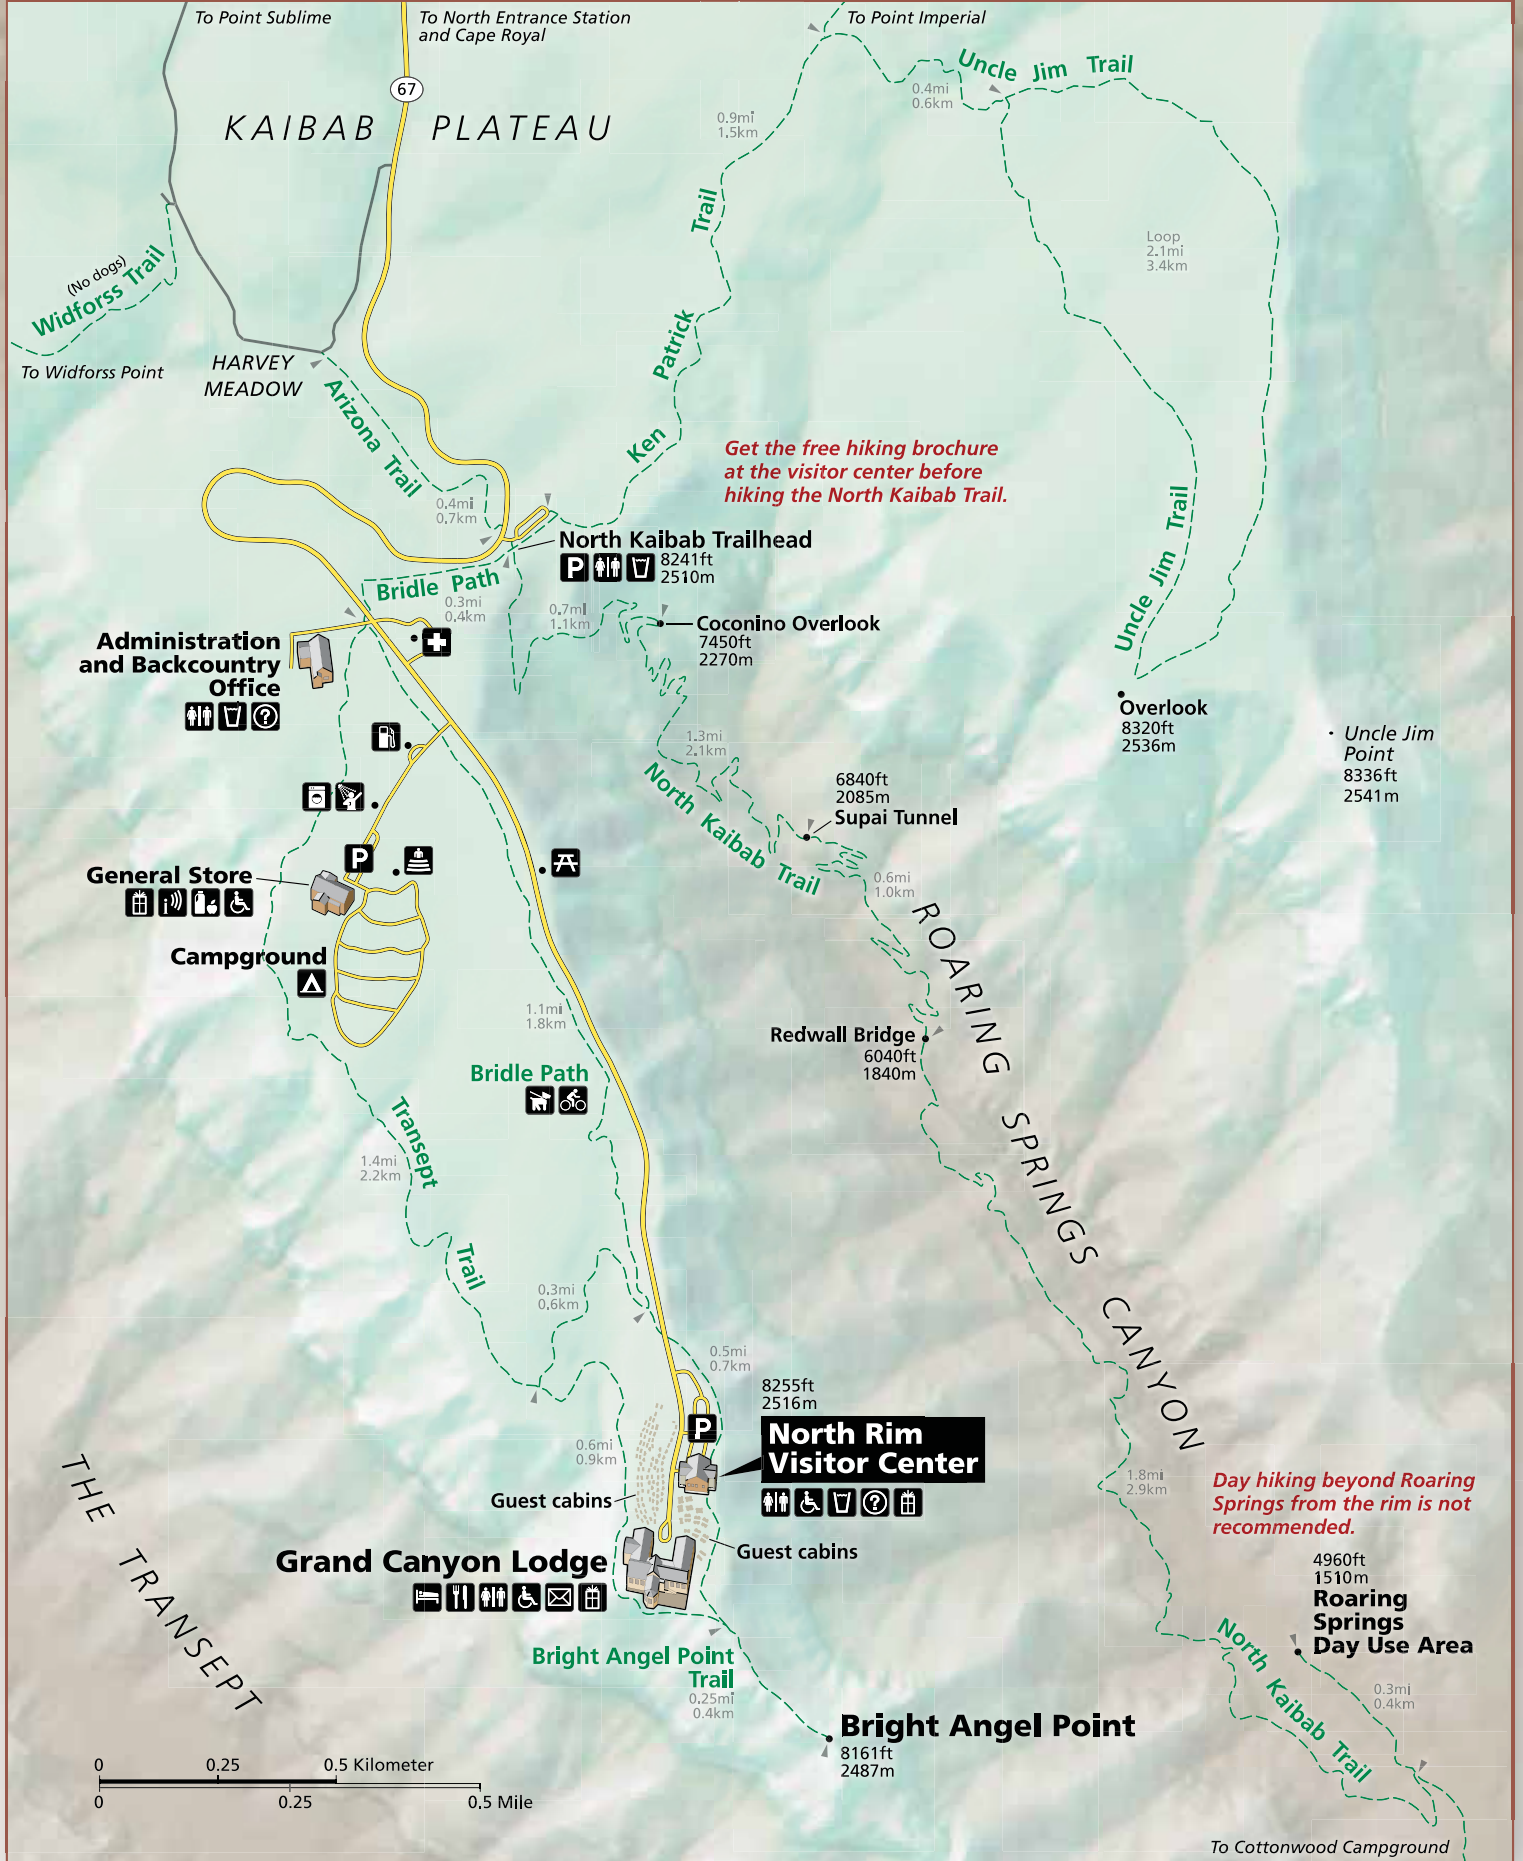 To Point Sublime
To North Entrance Station
and Cape Royal
To Point Imperial
67
KAIBAB PLATEAU
Uncle Jim Trail
0.4mi
0.6km
0.9mi
1.5km
Loop
2.1mi
3.4km
(No dogs)
Widforss Trail
To Widforss Point
HARVEY
MEADOW
Arizona Trail
0.4mi
0.7km
Ken Patrick Trail
Get the free hiking brochure
at the visitor center before
hiking the North Kaibab Trail.
North Kaibab Trailhead
P
8241ft
2510m
Bridle Path
0.3mi
0.4km
0.7mi
1.1km
Coconino Overlook
7450ft
2270m
Uncle Jim Trail
Overlook
8320ft
2536m
Uncle Jim
Point
8336ft
2541m
Administration
and Backcountry
Office
?
1.3mi
2.1km
North Kaibab Trail
6840ft
2085m
Supai Tunnel
0.6mi
1.0km
P
General Store
i
Campground
ROARING SPRINGS CANYON
Redwall Bridge
6040ft
1840m
1.1mi
1.8km
Bridle Path
Transept Trail
1.4mi
2.2km
0.3mi
0.6km
0.5mi
0.7km
8255ft
2516m
P
North Rim
Visitor Center
?
0.6mi
0.9km
Guest cabins
Guest cabins
Grand Canyon Lodge
THE TRANSEPT
1.8mi
2.9km
Day hiking beyond Roaring
Springs from the rim is not
recommended.
4960ft
1510m
Roaring
Springs
Day Use Area
North Kaibab Trail
0.3mi
0.4km
Bright Angel Point
Trail
0.25mi
0.4km
Bright Angel Point
8161ft
2487m
0 0.25 0.5 Kilometer
0 0.25 0.5 Mile
To Cottonwood Campground